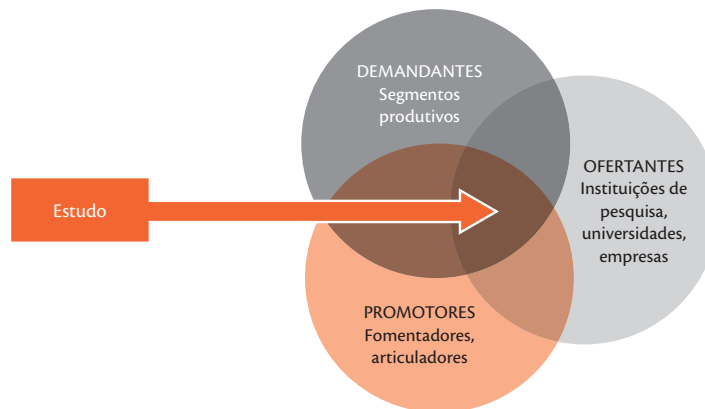 DEMANDANTES
Segmentos
produtivos
OFERTANTES
Instituições de
pesquisa,
universidades,
empresas
Estudo
PROMOTORES
Fomentadores,
articuladores